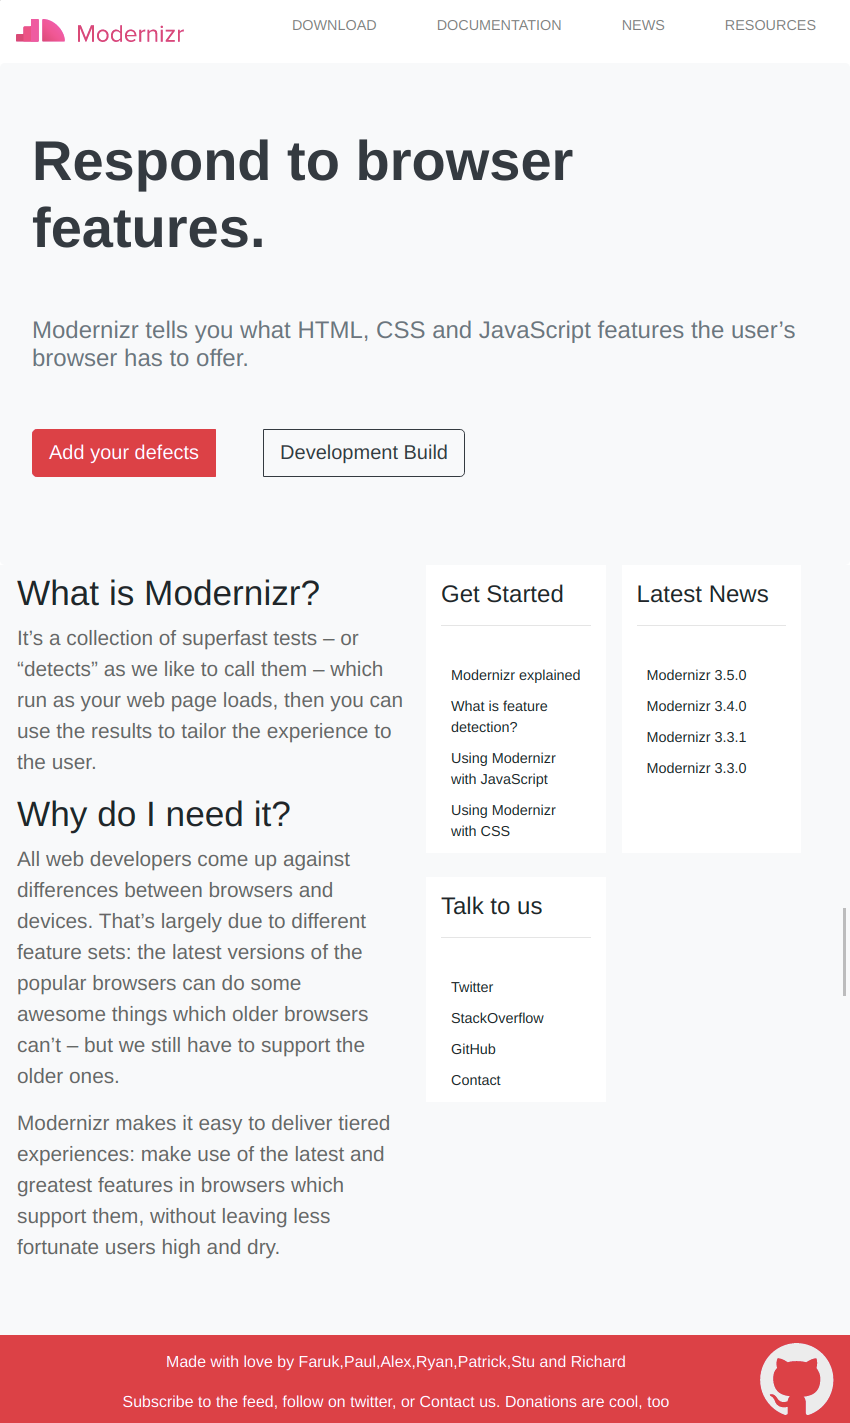 Modernizr
DOWNLOAD DOCUMENTATION NEWS RESOURCES
Respond to browser
features.
Modernizr tells you what HTML, CSS and JavaScript features the user’s
browser has to offer.
Add your defects
Development Build
What is Modernizr?
It’s a collection of superfast tests – or
“detects” as we like to call them – which
run as your web page loads, then you can
use the results to tailor the experience to
the user.
Why do I need it?
All web developers come up against
differences between browsers and
devices. That’s largely due to different
feature sets: the latest versions of the
popular browsers can do some
awesome things which older browsers
can’t – but we still have to support the
older ones.
Modernizr makes it easy to deliver tiered
experiences: make use of the latest and
greatest features in browsers which
support them, without leaving less
fortunate users high and dry.
Get Started
Modernizr explained
What is feature
detection?
Using Modernizr
with JavaScript
Using Modernizr
with CSS
Latest News
Modernizr 3.5.0
Modernizr 3.4.0
Modernizr 3.3.1
Modernizr 3.3.0
Talk to us
Twitter
StackOverflow
GitHub
Contact
Made with love by Faruk,Paul,Alex,Ryan,Patrick,Stu and Richard
Subscribe to the feed, follow on twitter, or Contact us. Donations are cool, too